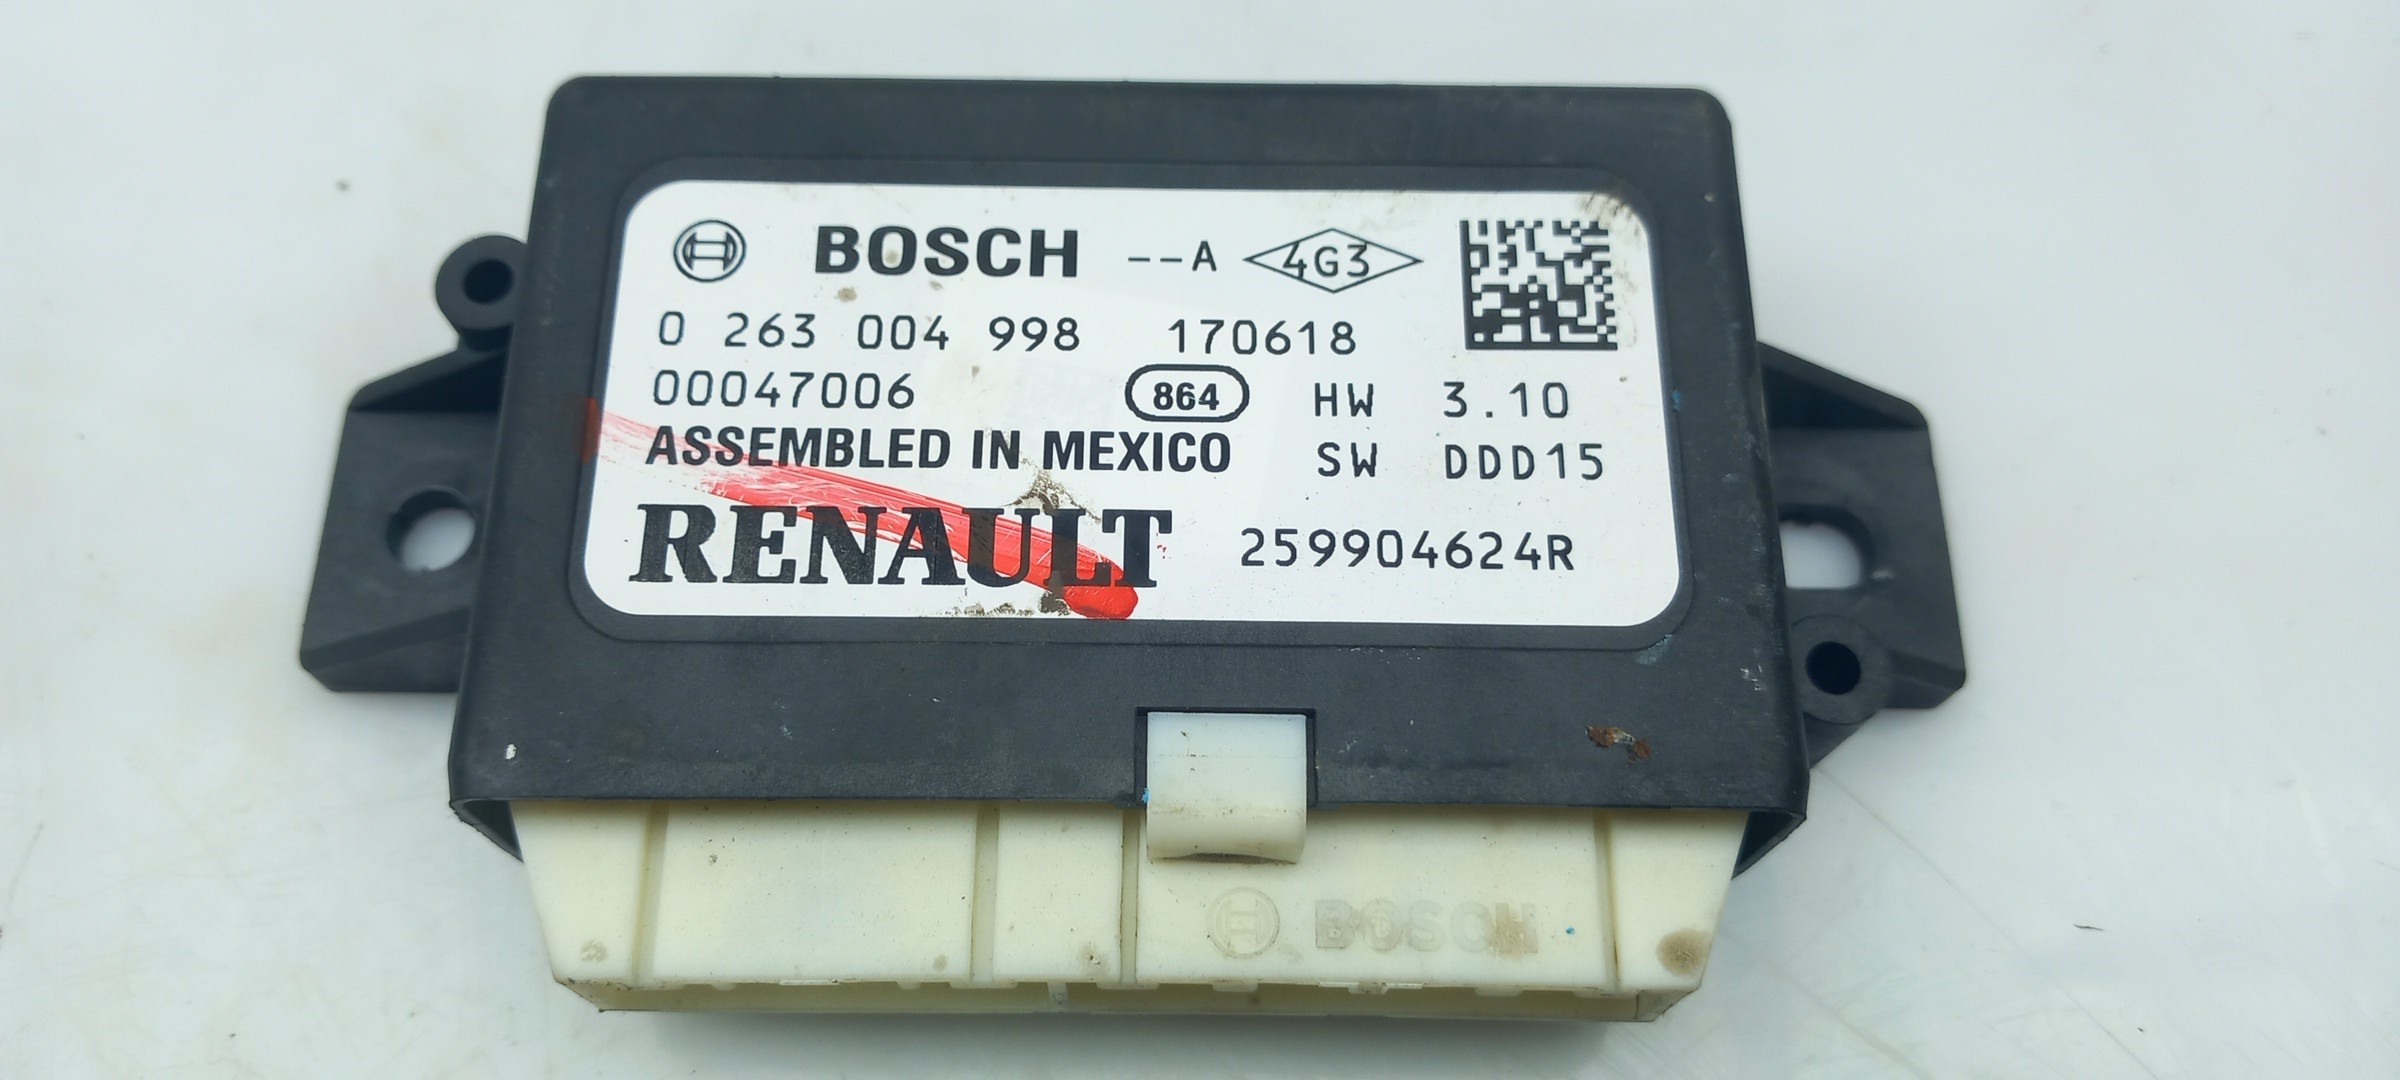 BOSCH --A 4G3
0 263 004 998 170618
00047006 864 HW 3.10
ASSEMBLED IN MEXICO SW DDD15
RENAULT 259904624R
BOSCH